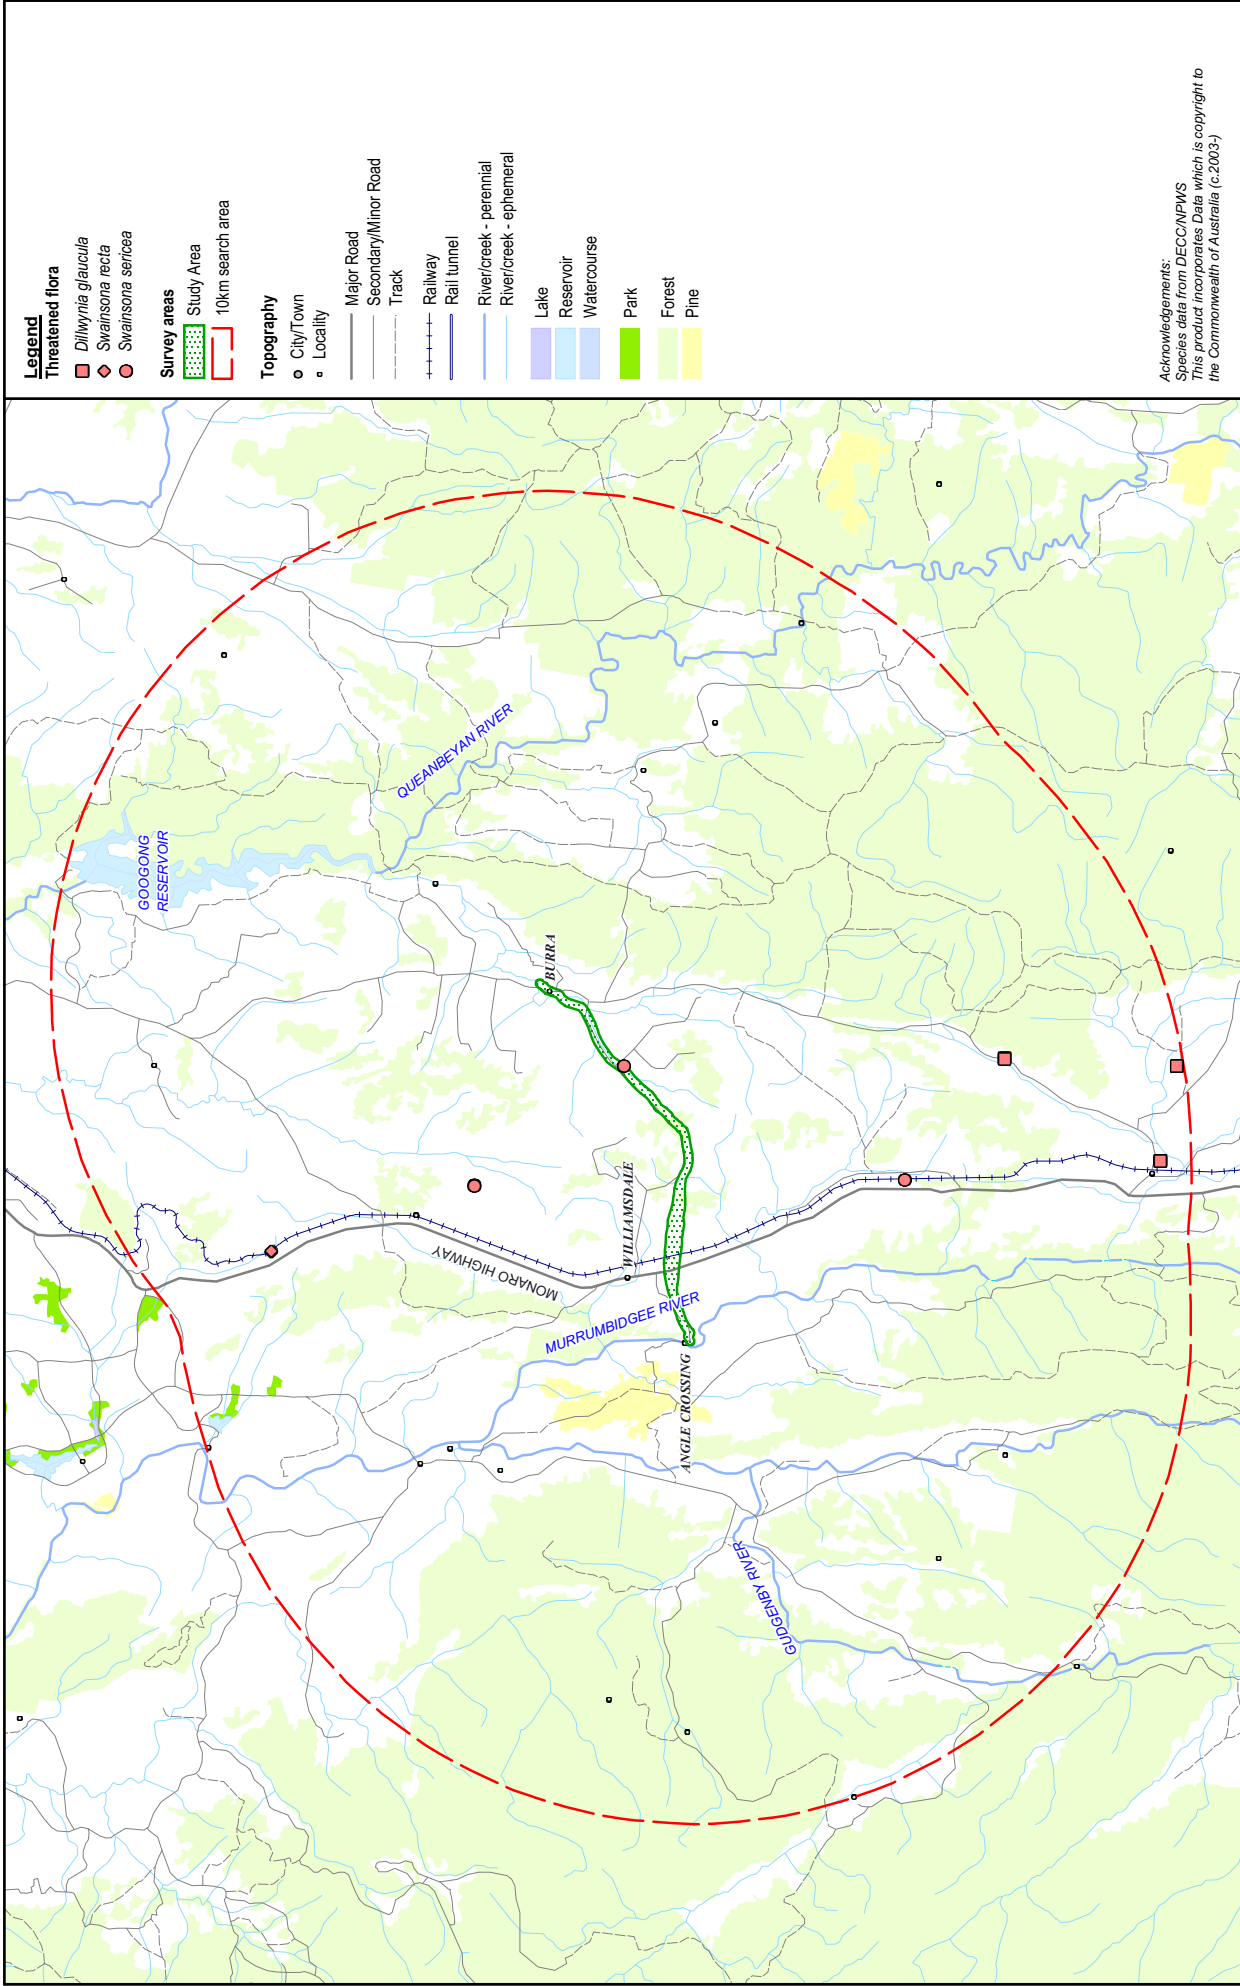 Legend
Threatened flora
Dillwynia glaucula
Swainsona recta
Swainsona sericea
Survey areas
Study Area
10km search area
Topography
City/Town
Locality
Major Road
Secondary/Minor Road
Track
Railway
Rail tunnel
River/creek - perennial
River/creek - ephemeral
Lake
Reservoir
Watercourse
Park
Forest
Pine
Acknowledgements:
Species data from DECC/NPWS
This product incorporates Data which is copyright to
the Commonwealth of Australia (c.2003-)
GOOGONG
RESERVOIR
QUEANBEYAN RIVER
BURRA
WILLIAMSDALE
MONARO HIGHWAY
MURRUMBIDGEE RIVER
ANGLE CROSSING
GUDGENBY RIVER